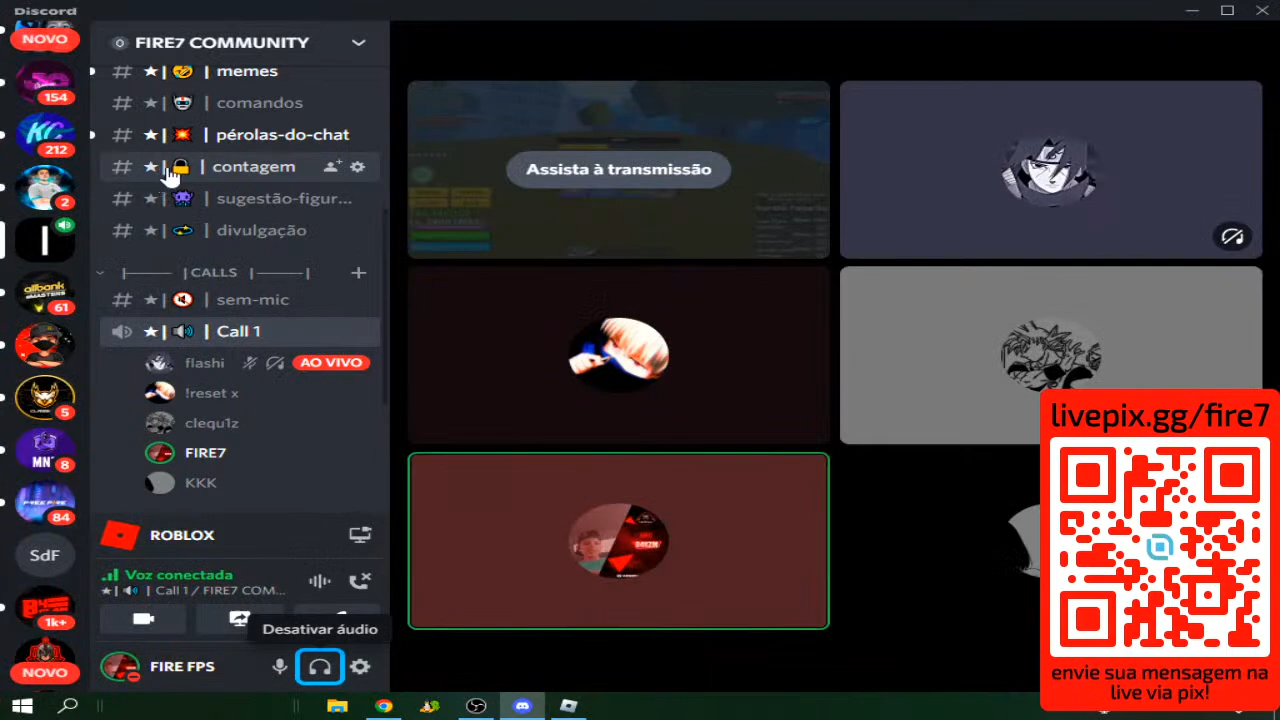 Discord
NOVO
154
212
2
61
5
8
84
SdF
1k+
NOVO
FIRE7 COMMUNITY
# ★| | memes
# ★| | comandos
# ★| | pérolas-do-chat
# ★| | contagem
# ★| | sugestão-figur...
# ★| | divulgação
|——— |CALLS |———|
# ★| | sem-mic
★| | Call 1
flashi AO VIVO
!reset x
clequ1z
FIRE7
KKK
ROBLOX
Voz conectada
★| Call 1 / FIRE7 COM...
Desativar áudio
FIRE FPS
Assista à transmissão
livepix.gg/fire7
envie sua mensagem na
live via pix!